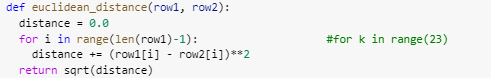 def euclidean_distance(row1, row2):
  distance = 0.0
  for i in range(len(row1)-1):                #for k in range(23)
    distance += (row1[i] - row2[i])**2
  return sqrt(distance)